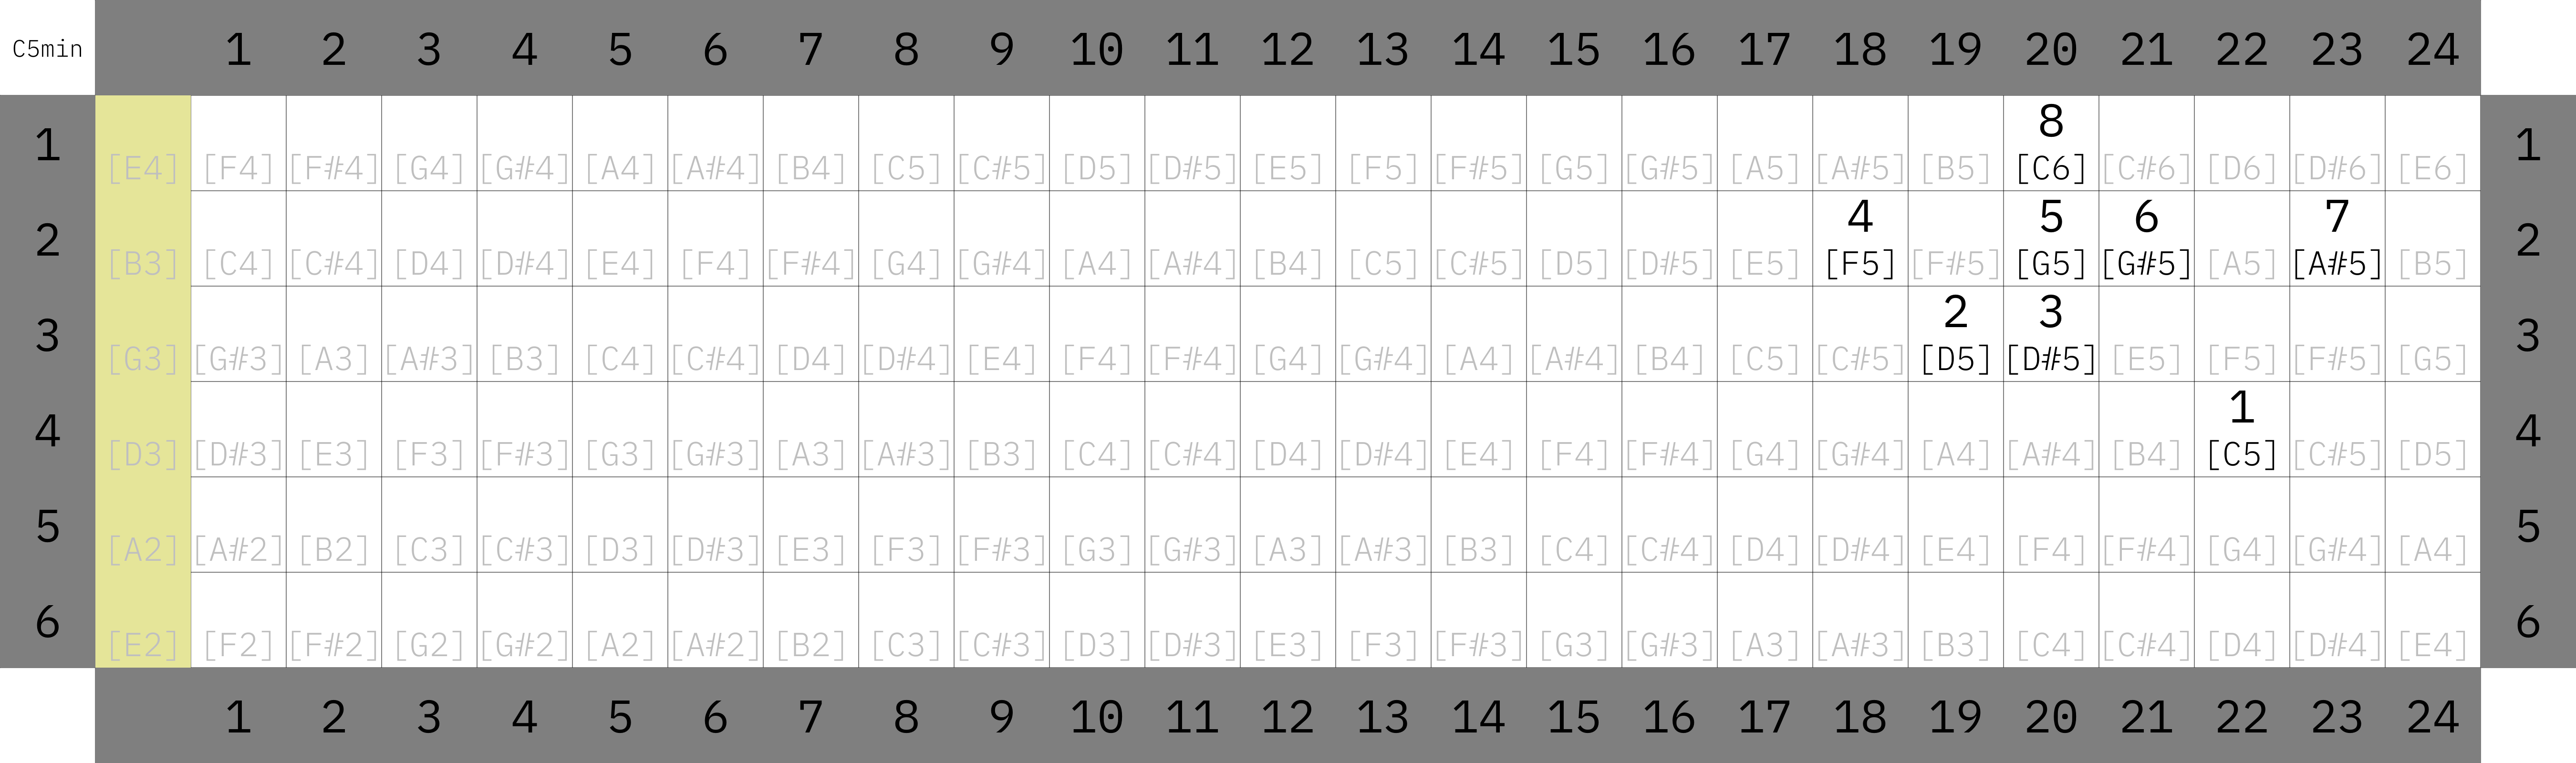 C5min 1 2 3 4 5 6 7 8 9 10 11 12 13 14 15 16 17 18 19 20 21 22 23 24
8
1 [E4] [F4] [F#4] [G4] [G#4] [A4] [A#4] [B4] [C5] [C#5] [D5] [D#5] [E5] [F5] [F#5] [G5] [G#5] [A5] [A#5] [B5] [C6] [C#6] [D6] [D#6] [E6] 1
4 5 6 7
2 [B3] [C4] [C#4] [D4] [D#4] [E4] [F4] [F#4] [G4] [G#4] [A4] [A#4] [B4] [C5] [C#5] [D5] [D#5] [E5] [F5] [F#5] [G5] [G#5] [A5] [A#5] [B5] 2
2 3
3 [G3] [G#3] [A3] [A#3] [B3] [C4] [C#4] [D4] [D#4] [E4] [F4] [F#4] [G4] [G#4] [A4] [A#4] [B4] [C5] [C#5] [D5] [D#5] [E5] [F5] [F#5] [G5] 3
1
4 [D3] [D#3] [E3] [F3] [F#3] [G3] [G#3] [A3] [A#3] [B3] [C4] [C#4] [D4] [D#4] [E4] [F4] [F#4] [G4] [G#4] [A4] [A#4] [B4] [C5] [C#5] [D5] 4
5 [A2] [A#2] [B2] [C3] [C#3] [D3] [D#3] [E3] [F3] [F#3] [G3] [G#3] [A3] [A#3] [B3] [C4] [C#4] [D4] [D#4] [E4] [F4] [F#4] [G4] [G#4] [A4] 5
6 [E2] [F2] [F#2] [G2] [G#2] [A2] [A#2] [B2] [C3] [C#3] [D3] [D#3] [E3] [F3] [F#3] [G3] [G#3] [A3] [A#3] [B3] [C4] [C#4] [D4] [D#4] [E4] 6
1 2 3 4 5 6 7 8 9 10 11 12 13 14 15 16 17 18 19 20 21 22 23 24